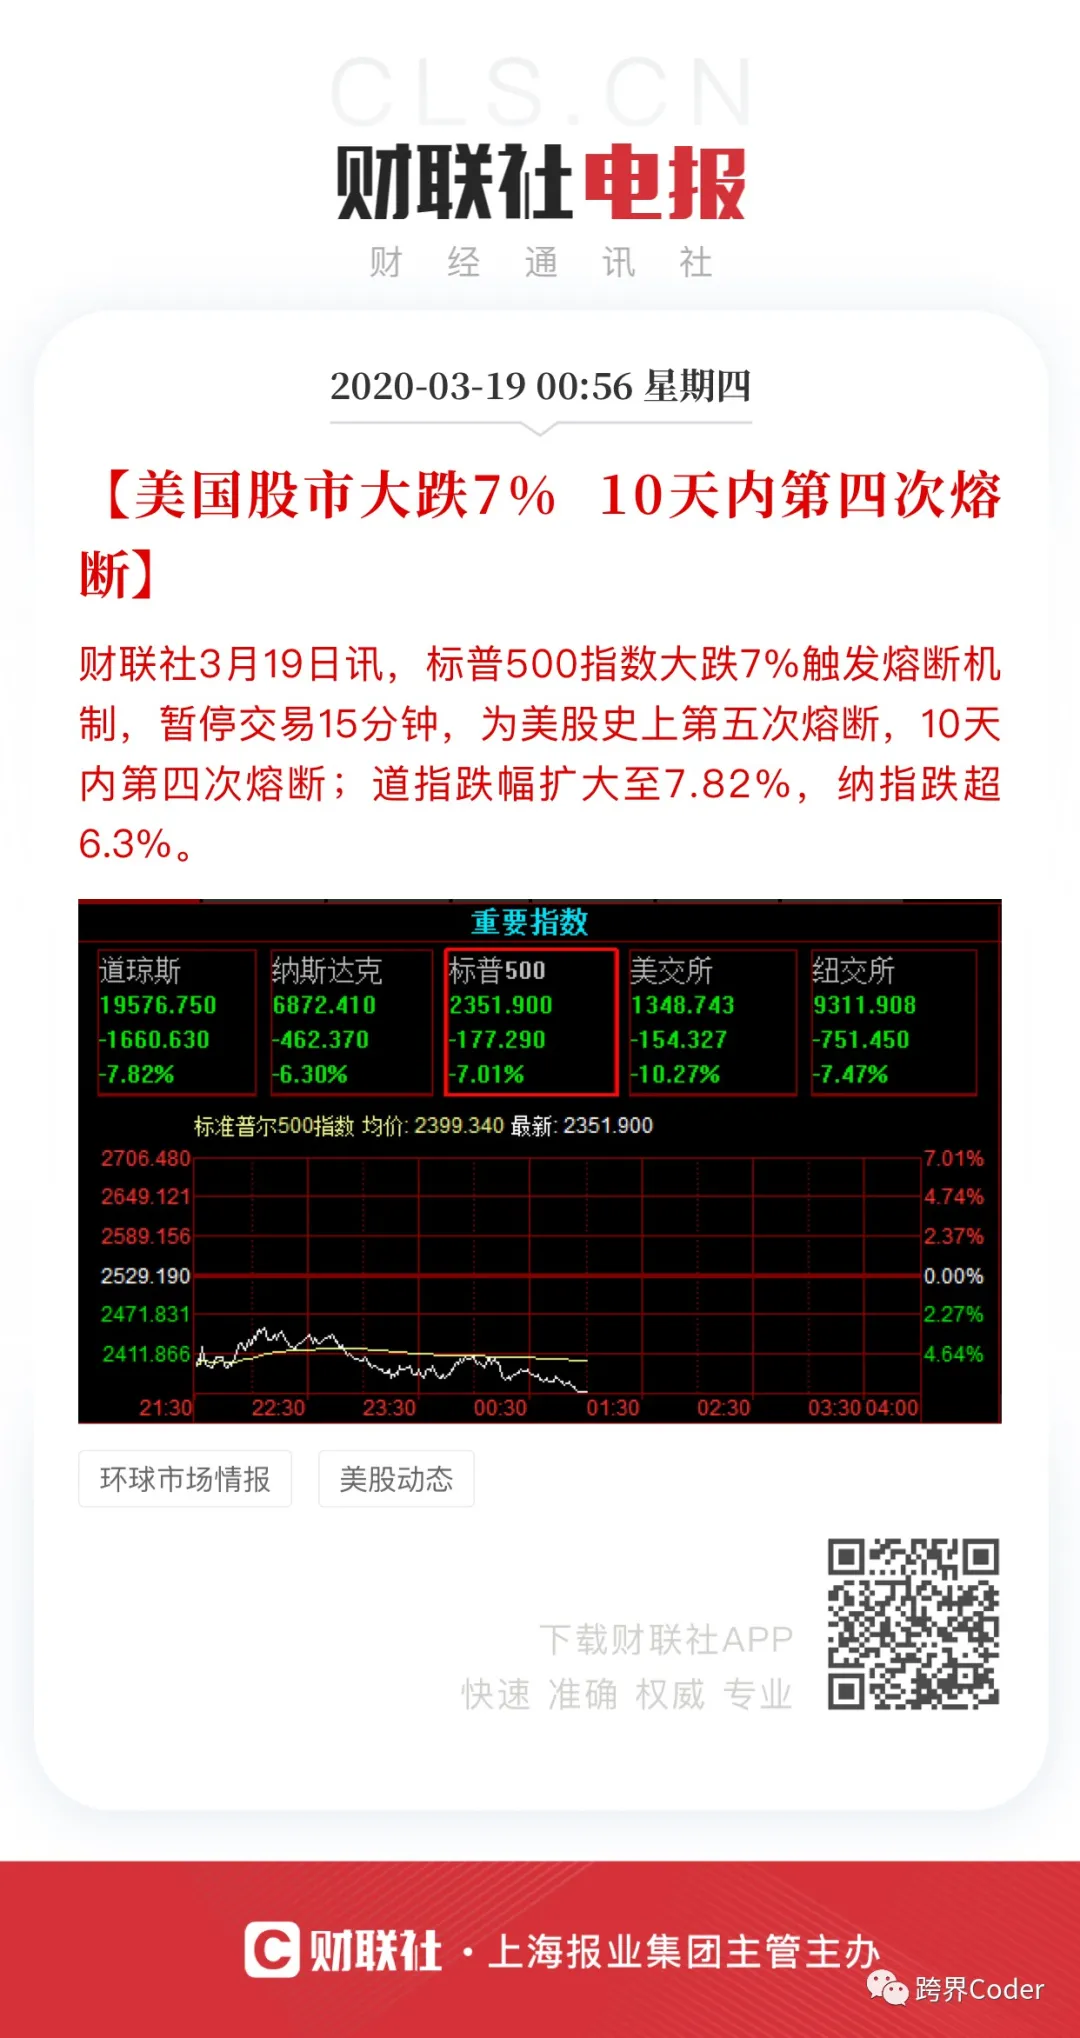 CLS.CN
财联社电报
财经通讯社
2020-03-19 00:56 星期四
【美国股市大跌7% 10天内第四次熔
断】
财联社3月19日讯，标普500指数大跌7%触发熔断机
制，暂停交易15分钟，为美股史上第五次熔断，10天
内第四次熔断；道指跌幅扩大至7.82%，纳指跌超
6.3%。
重要指数
道琼斯 纳斯达克 标普500 美交所 纽交所
19576.750 6872.410 2351.900 1348.743 9311.908
-1660.630 -462.370 -177.290 -154.327 -751.450
-7.82% -6.30% -7.01% -10.27% -7.47%
标准普尔500指数 均价: 2399.340 最新: 2351.900
2706.480 7.01%
2649.121 4.74%
2589.156 2.37%
2529.190 0.00%
2471.831 2.27%
2411.866 4.64%
21:30 22:30 23:30 00:30 01:30 02:30 03:30 04:00
环球市场情报 美股动态
下载财联社APP
快速 准确 权威 专业
C 财联社·上海报业集团主管主办
跨界Coder